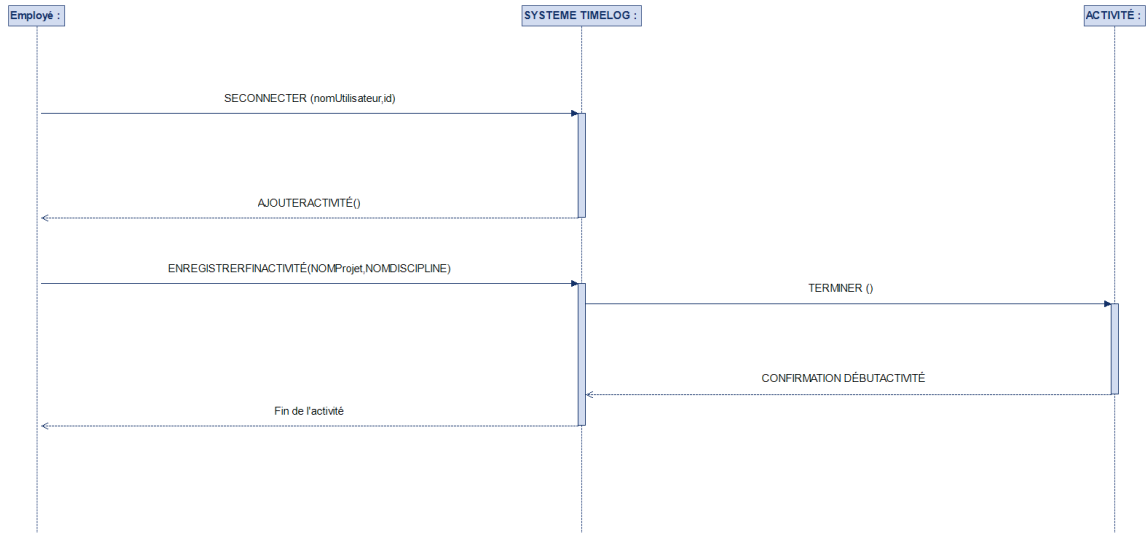 Employé :
SYSTEME TIMELOG :
ACTIVITÉ :
SECONNECTER (nomUtilisateur,id)
AJOUTERACTIVITÉ()
ENREGISTRERFINACTIVITÉ(NOMProjet,NOMDISCIPLINE)
TERMINER ()
CONFIRMATION DÉBUTACTIVITÉ
Fin de l'activité